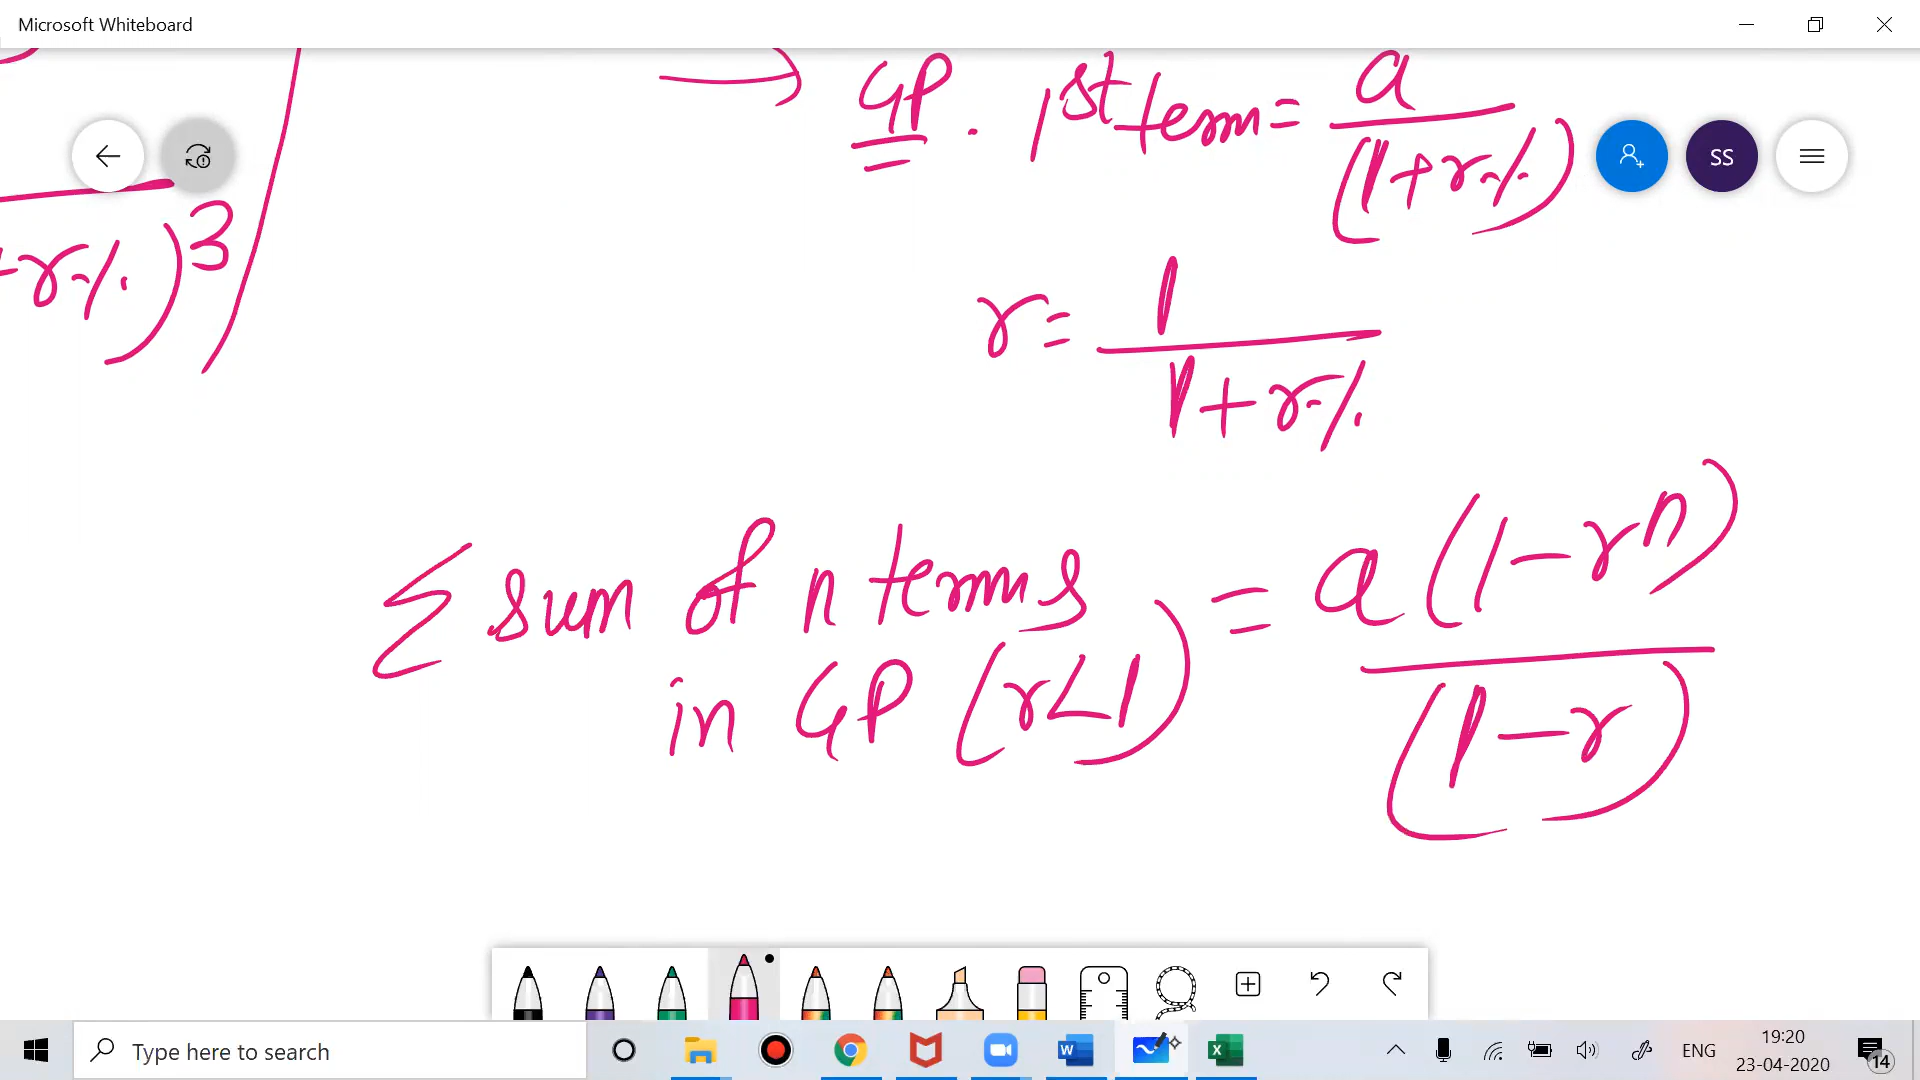 Microsoft Whiteboard
→ GP. 1st term = a/(1+r%)
SS
+r%)^3
r = 1/(1+r%)
Σ sum of n terms in GP (r<1) = a(1-r^n)/(1-r)
Type here to search
ENG
19:20
23-04-2020
14